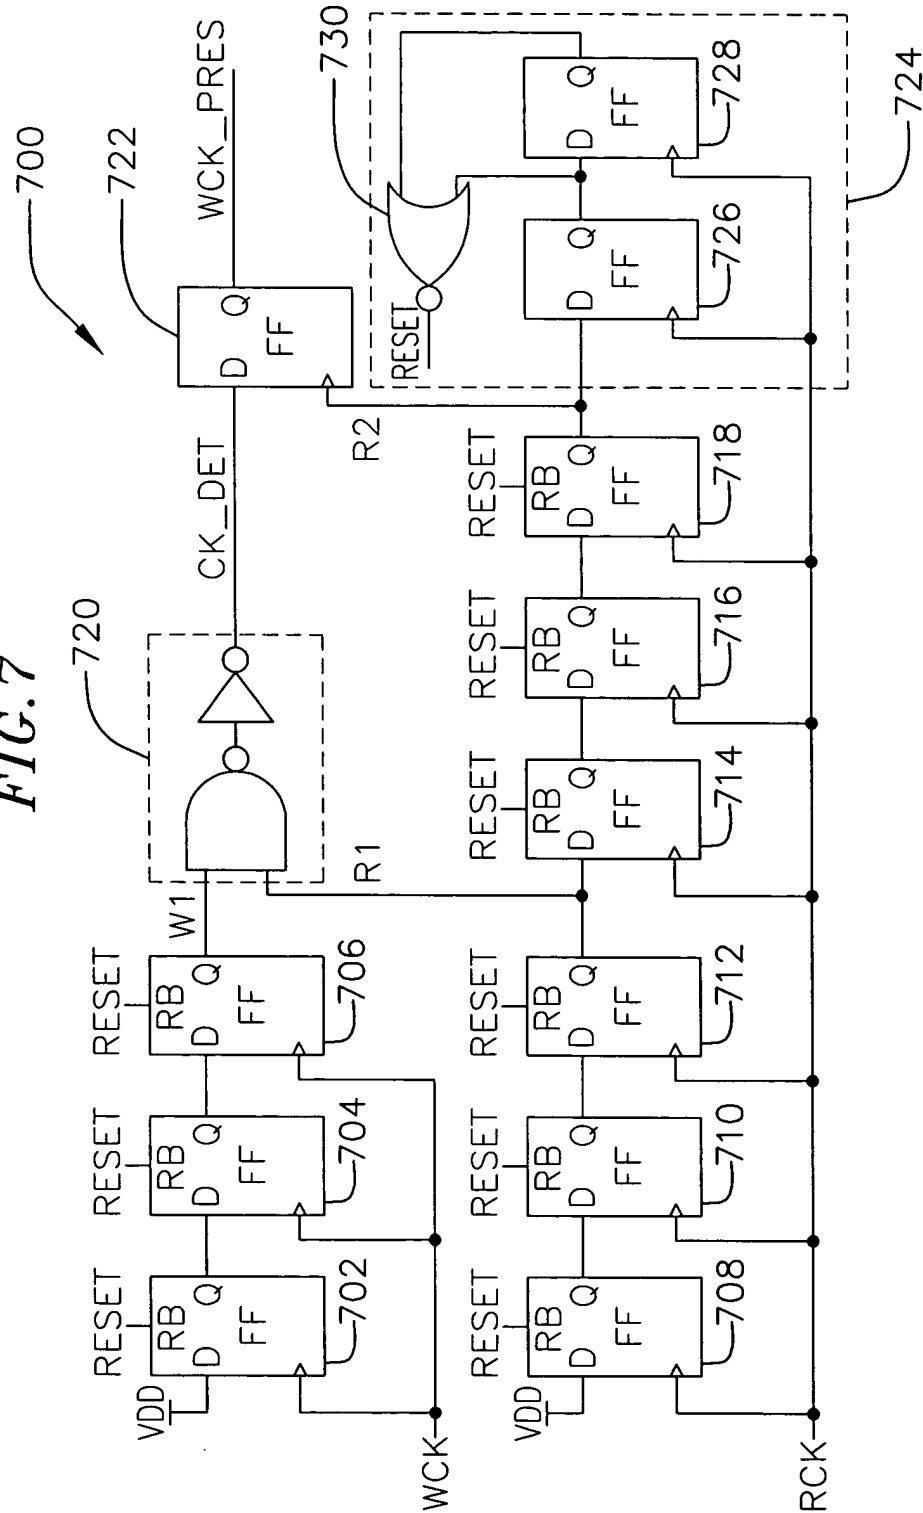 FIG.7
700
720
722
RESET
RESET
RESET
VDD
RB
RB
RB
W1
CK_DET
WCK_PRES
D Q
D Q
D Q
D Q
FF
FF
FF
FF
702
704
706
R1
R2
730
WCK
RESET
RESET
RESET
RESET
RESET
RESET
RESET
VDD
RB
RB
RB
RB
RB
RB
D Q
D Q
D Q
D Q
D Q
D Q
D Q
D Q
FF
FF
FF
FF
FF
FF
FF
FF
708
710
712
714
716
718
726
728
RCK
724